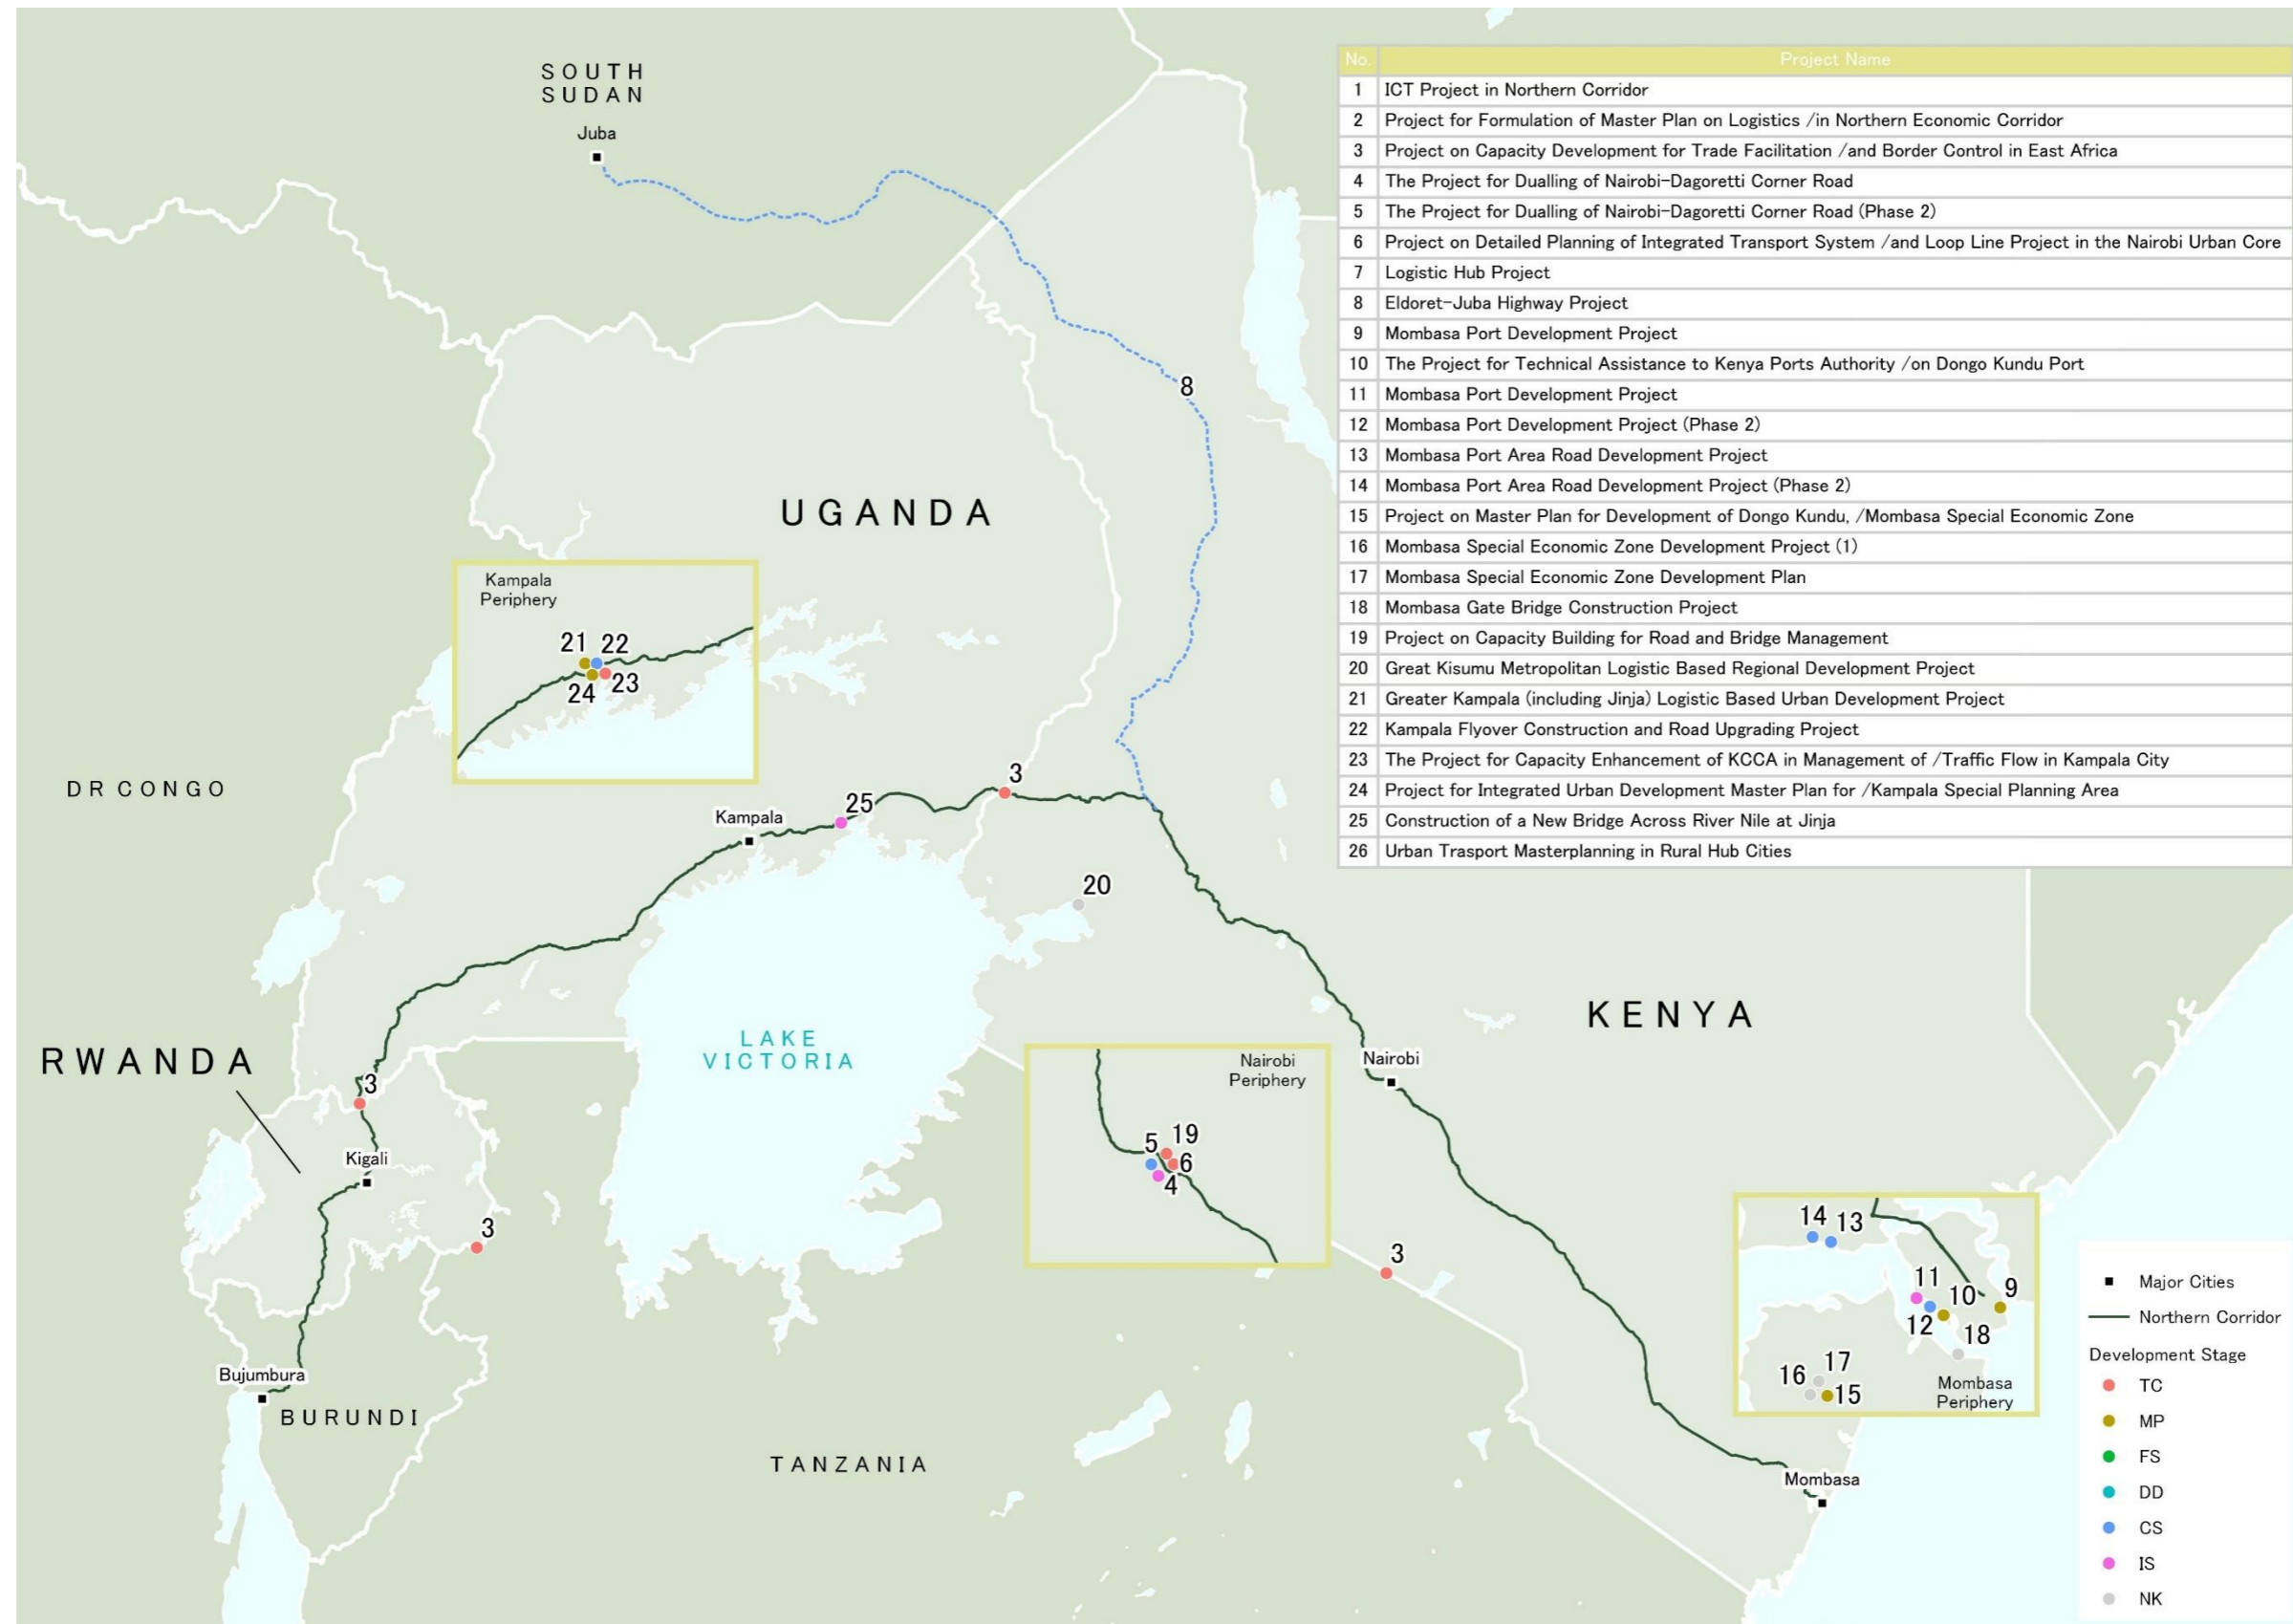 SOUTH
SUDAN
Juba
No. Project Name
1 ICT Project in Northern Corridor
2 Project for Formulation of Master Plan on Logistics /in Northern Economic Corridor
3 Project on Capacity Development for Trade Facilitation /and Border Control in East Africa
4 The Project for Dualling of Nairobi-Dagoretti Corner Road
5 The Project for Dualling of Nairobi-Dagoretti Corner Road (Phase 2)
6 Project on Detailed Planning of Integrated Transport System /and Loop Line Project in the Nairobi Urban Core
7 Logistic Hub Project
8 Eldoret-Juba Highway Project
9 Mombasa Port Development Project
10 The Project for Technical Assistance to Kenya Ports Authority /on Dongo Kundu Port
11 Mombasa Port Development Project
12 Mombasa Port Development Project (Phase 2)
13 Mombasa Port Area Road Development Project
14 Mombasa Port Area Road Development Project (Phase 2)
15 Project on Master Plan for Development of Dongo Kundu, /Mombasa Special Economic Zone
16 Mombasa Special Economic Zone Development Project (1)
17 Mombasa Special Economic Zone Development Plan
18 Mombasa Gate Bridge Construction Project
19 Project on Capacity Building for Road and Bridge Management
20 Great Kisumu Metropolitan Logistic Based Regional Development Project
21 Greater Kampala (including Jinja) Logistic Based Urban Development Project
22 Kampala Flyover Construction and Road Upgrading Project
23 The Project for Capacity Enhancement of KCCA in Management of /Traffic Flow in Kampala City
24 Project for Integrated Urban Development Master Plan for /Kampala Special Planning Area
25 Construction of a New Bridge Across River Nile at Jinja
26 Urban Trasport Masterplanning in Rural Hub Cities
8
UGANDA
Kampala
Periphery
21 22
24 23
DR CONGO
3
25
Kampala
20
KENYA
LAKE
VICTORIA
RWANDA
Nairobi
Nairobi
Periphery
3
5 19
6
4
Kigali
3
3
14 13
11
10 9
12
18
17
16
15
Mombasa
Periphery
Bujumbura
BURUNDI
TANZANIA
Mombasa
Major Cities
Northern Corridor
Development Stage
TC
MP
FS
DD
CS
IS
NK